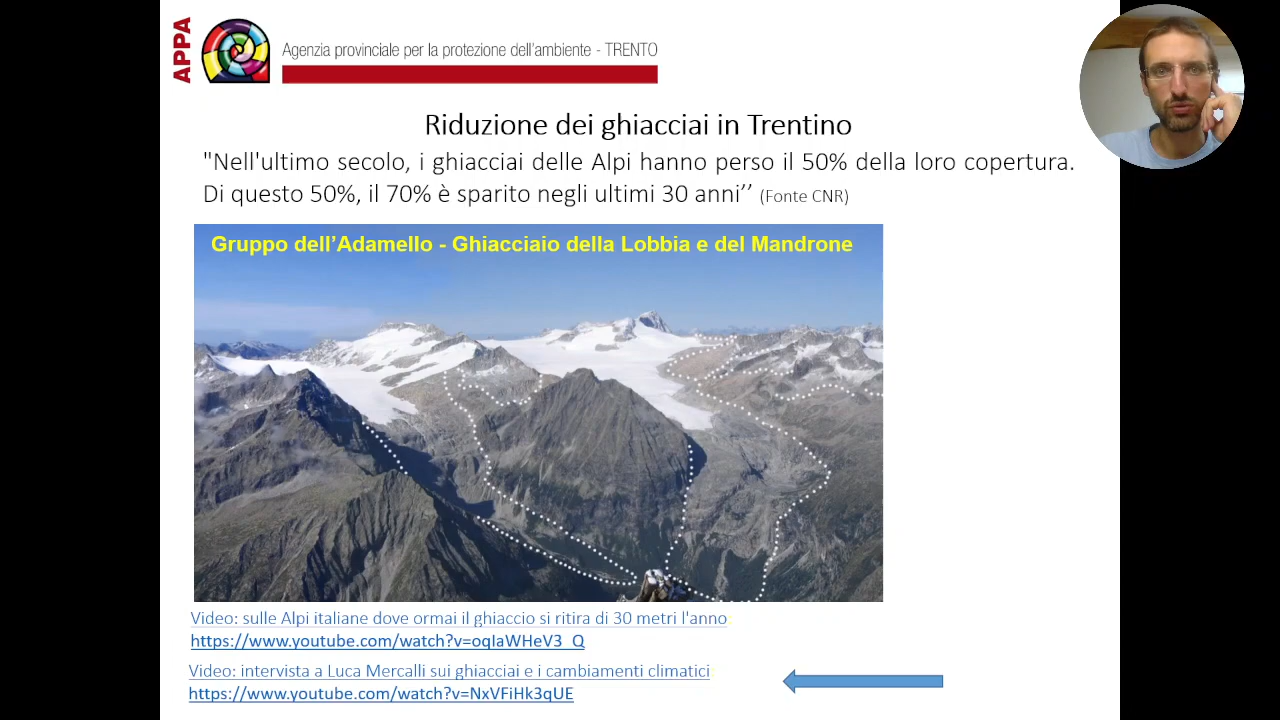 APPA
Agenzia provinciale per la protezione dell'ambiente - TRENTO
Riduzione dei ghiacciai in Trentino
"Nell'ultimo secolo, i ghiacciai delle Alpi hanno perso il 50% della loro copertura.
Di questo 50%, il 70% è sparito negli ultimi 30 anni’’ (Fonte CNR)
Gruppo dell’Adamello - Ghiacciaio della Lobbia e del Mandrone
Video: sulle Alpi italiane dove ormai il ghiaccio si ritira di 30 metri l'anno:
https://www.youtube.com/watch?v=oqIaWHeV3_Q
Video: intervista a Luca Mercalli sui ghiacciai e i cambiamenti climatici:
https://www.youtube.com/watch?v=NxVFiHk3qUE